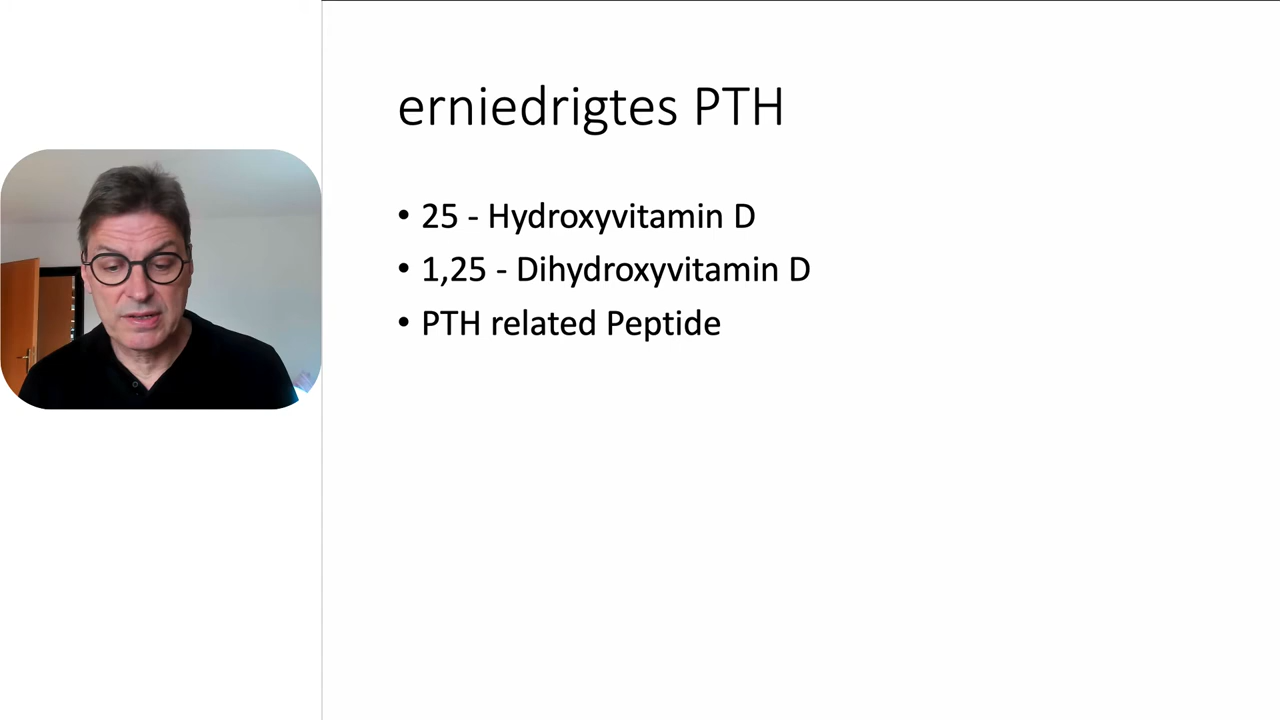 erniedrigtes PTH
• 25 - Hydroxyvitamin D
• 1,25 - Dihydroxyvitamin D
• PTH related Peptide